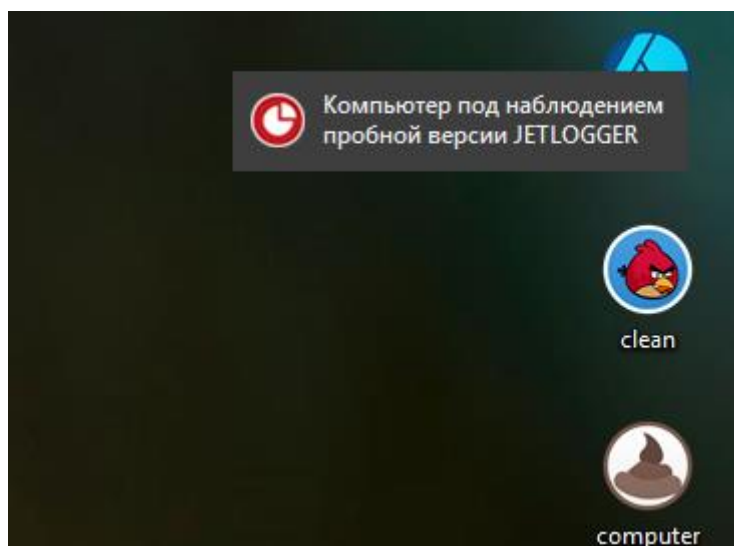 Компьютер под наблюдением
пробной версии JETLOGGER
clean
computer